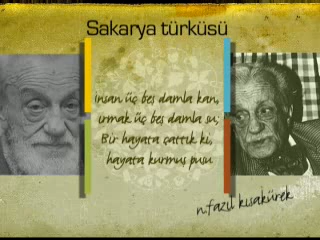 Sakarya türküsü
insan üç beş damla kan,
ırmak üç beş damla su;
Bir hayata çattık ki,
hayata kurmuş pusu
n.fazıl kısakürek